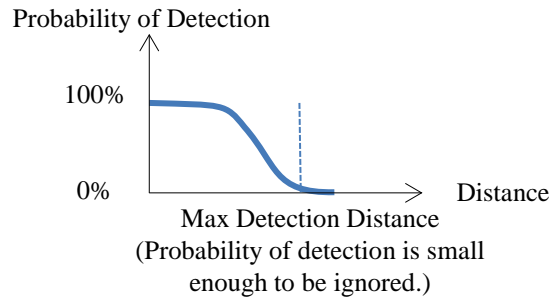 Probability of Detection
100%
0%
Distance
Max Detection Distance
(Probability of detection is small
enough to be ignored.)